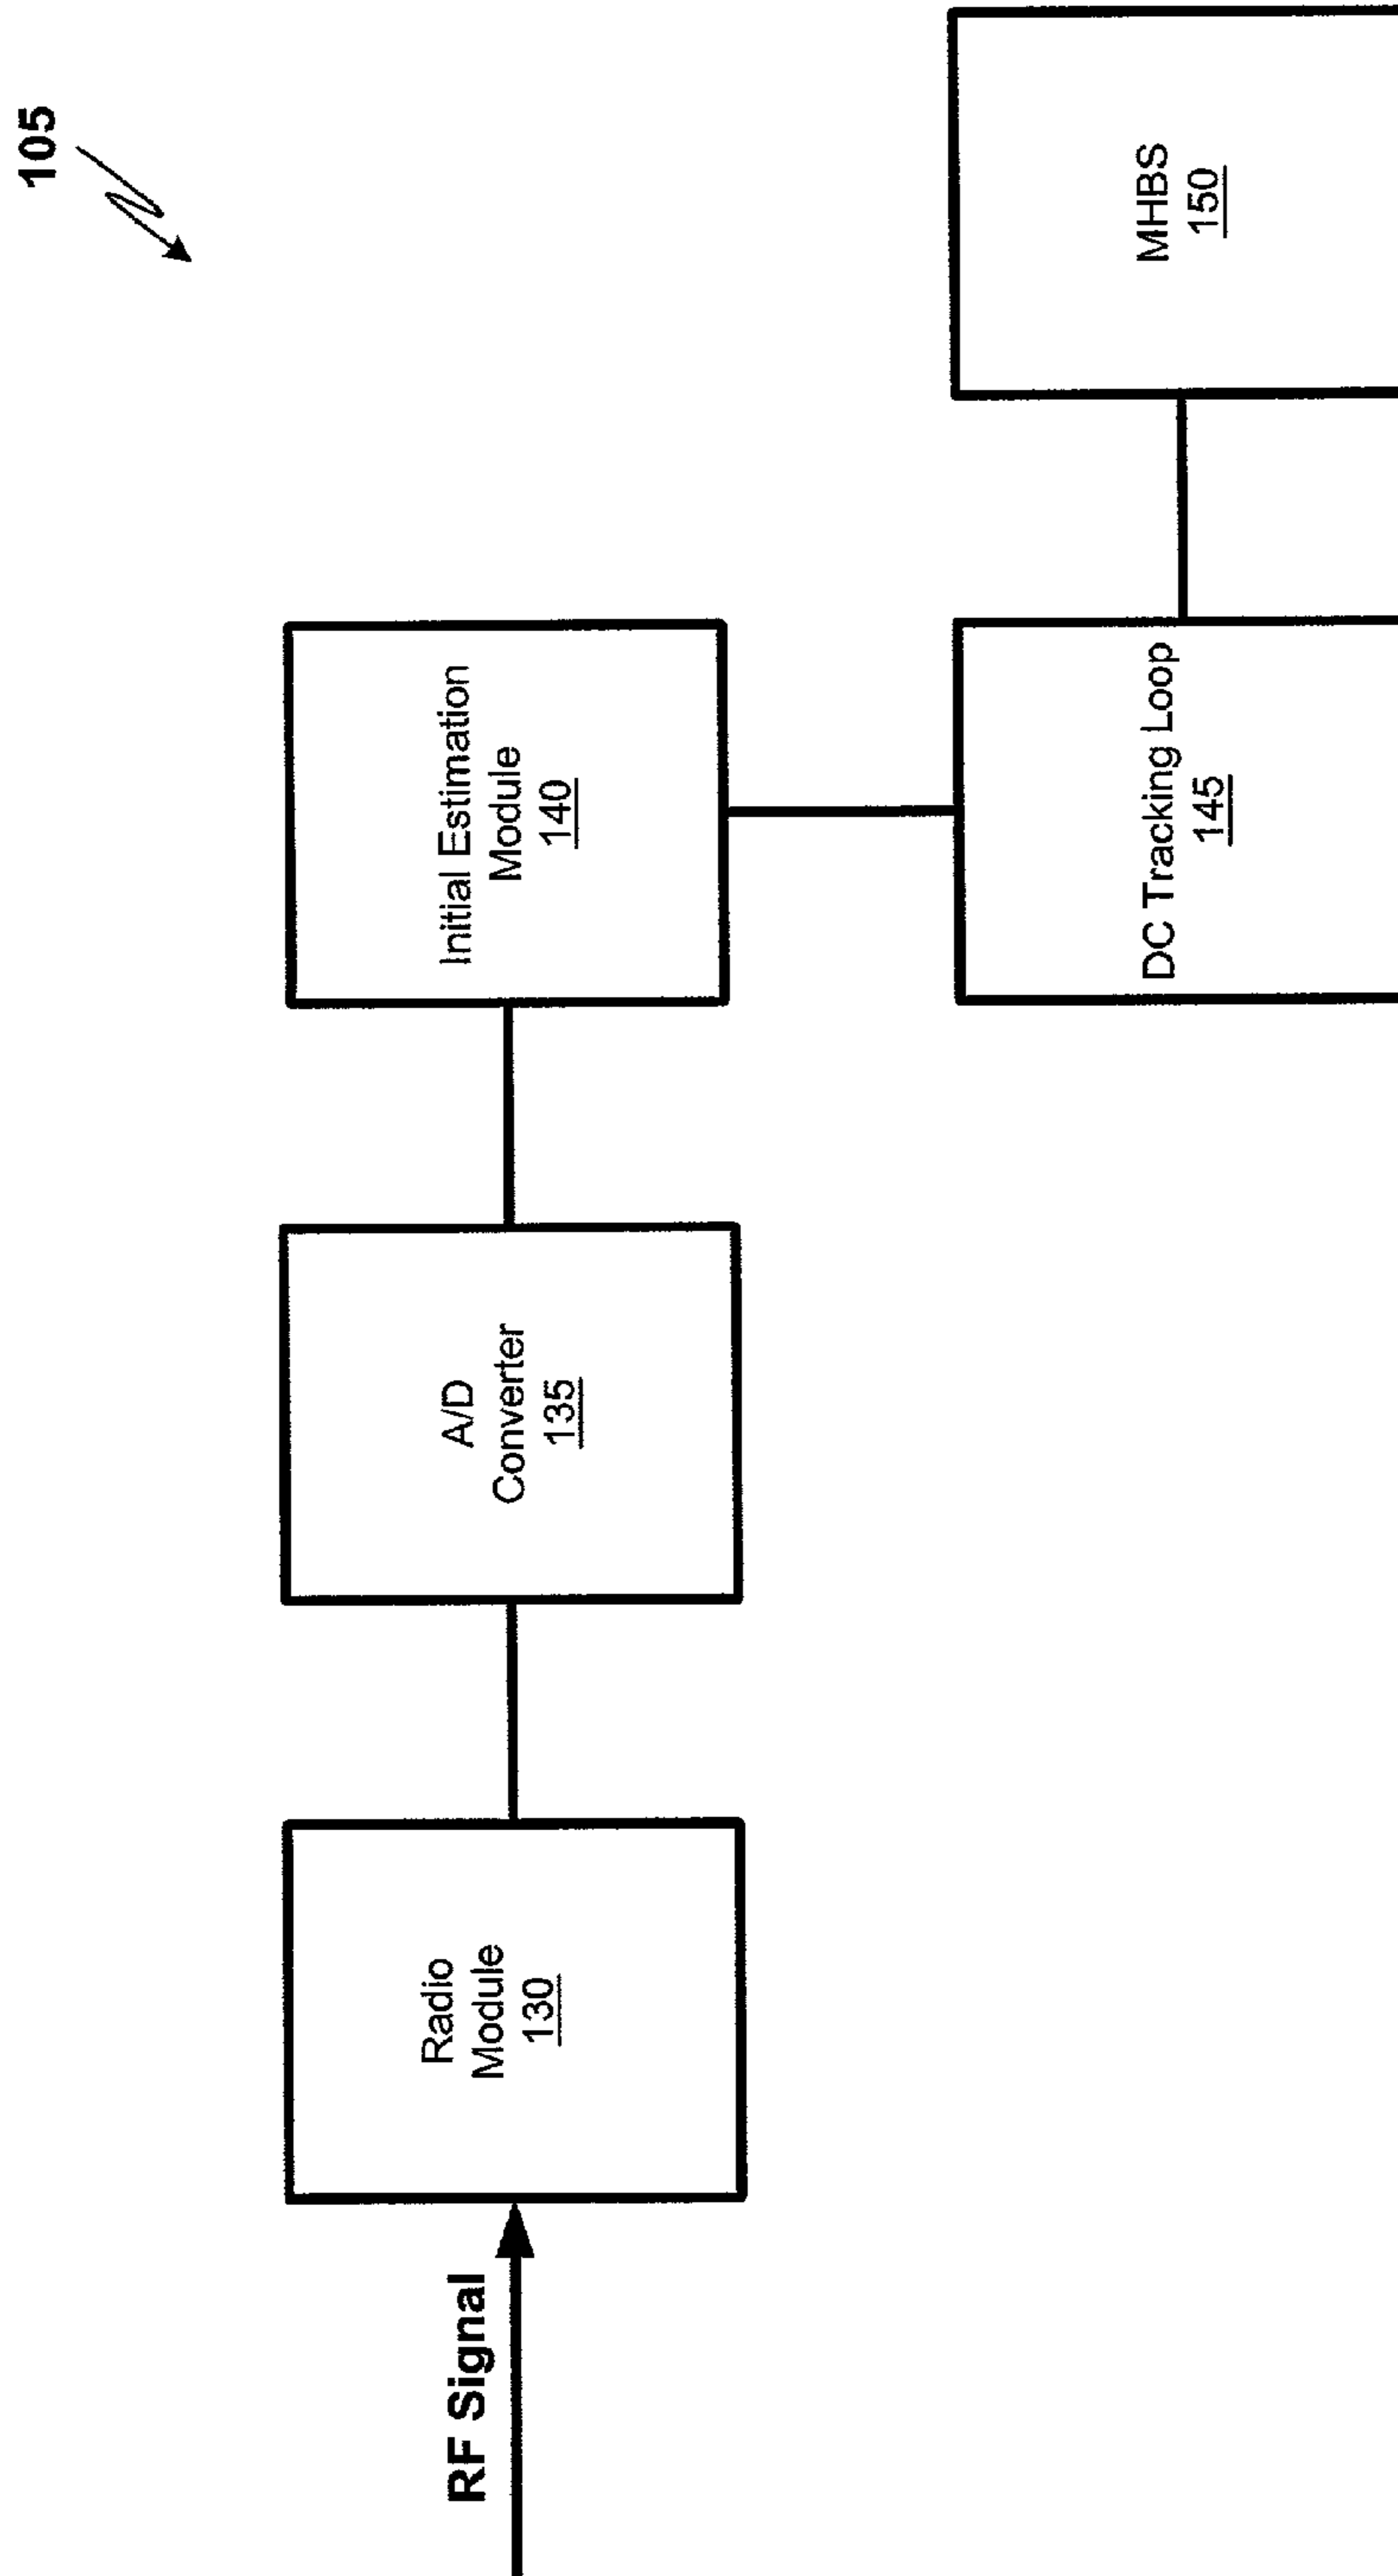 105
RF Signal
Radio
Module
130
A/D
Converter
135
Initial Estimation
Module
140
DC Tracking Loop
145
MHBS
150